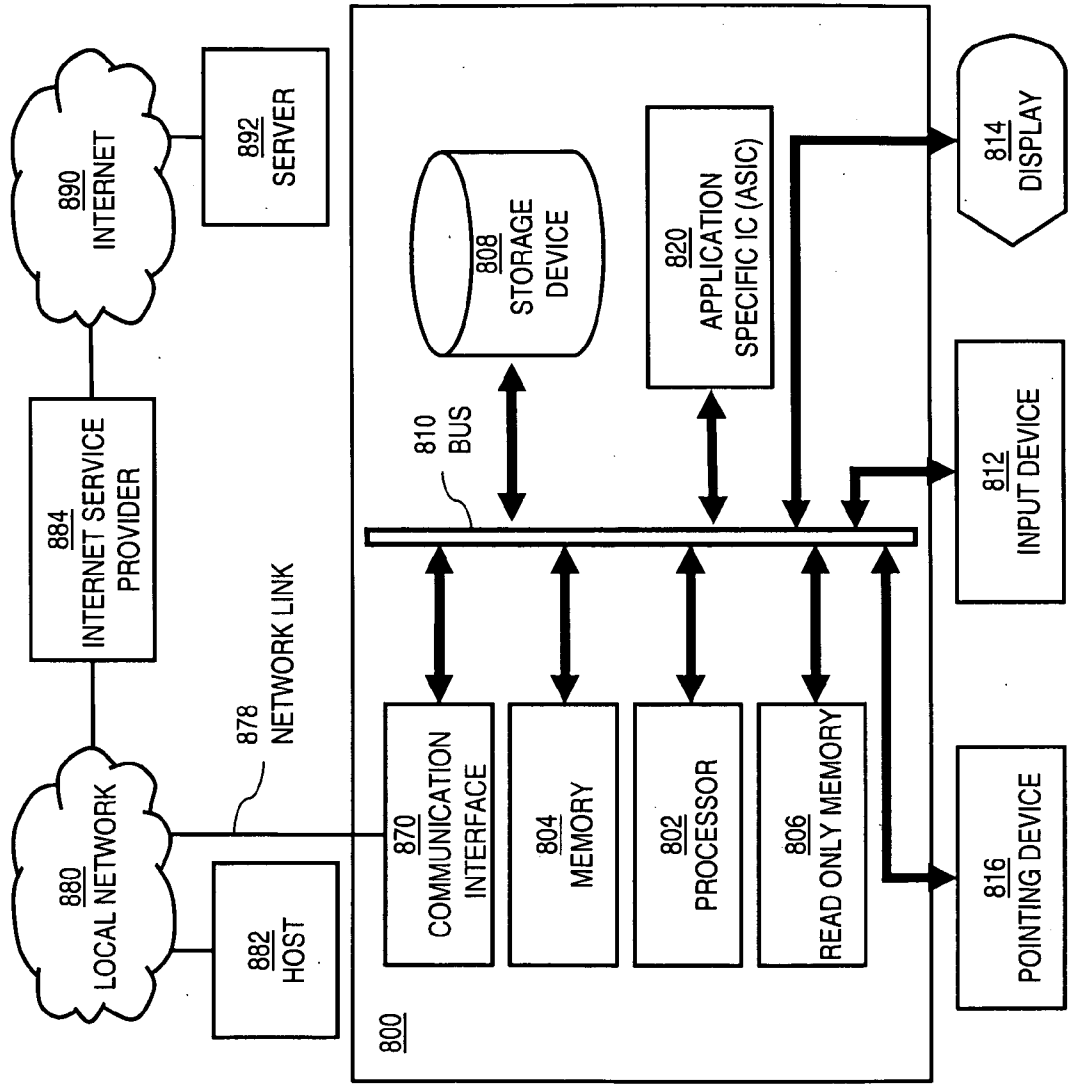 890
INTERNET
892
SERVER
884
INTERNET SERVICE
PROVIDER
880
LOCAL NETWORK
882
HOST
878
NETWORK LINK
800
870
COMMUNICATION
INTERFACE
804
MEMORY
802
PROCESSOR
806
READ ONLY MEMORY
810
BUS
808
STORAGE
DEVICE
820
APPLICATION
SPECIFIC IC (ASIC)
816
POINTING DEVICE
812
INPUT DEVICE
814
DISPLAY